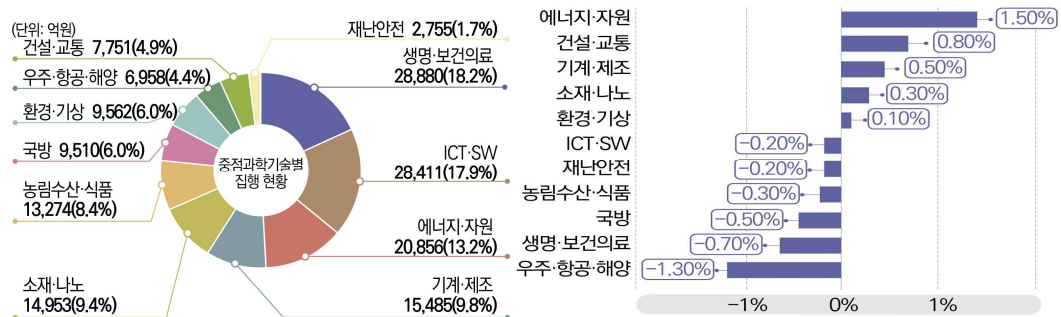 (단위: 억원)
재난안전 2,755(1.7%)
생명·보건의료
28,880(18.2%)
ICT·SW
28,411(17.9%)
에너지·자원
20,856(13.2%)
기계·제조
15,485(9.8%)
소재·나노
14,953(9.4%)
농림수산·식품
13,274(8.4%)
국방 9,510(6.0%)
환경·기상 9,562(6.0%)
우주·항공·해양 6,958(4.4%)
건설·교통 7,751(4.9%)
중점과학기술별
집행 현황
에너지·자원 1.50%
건설·교통 0.80%
기계·제조 0.50%
소재·나노 0.30%
환경·기상 0.10%
ICT·SW -0.20%
재난안전 -0.20%
농림수산·식품 -0.30%
국방 -0.50%
생명·보건의료 -0.70%
우주·항공·해양 -1.30%
-1% 0% 1%